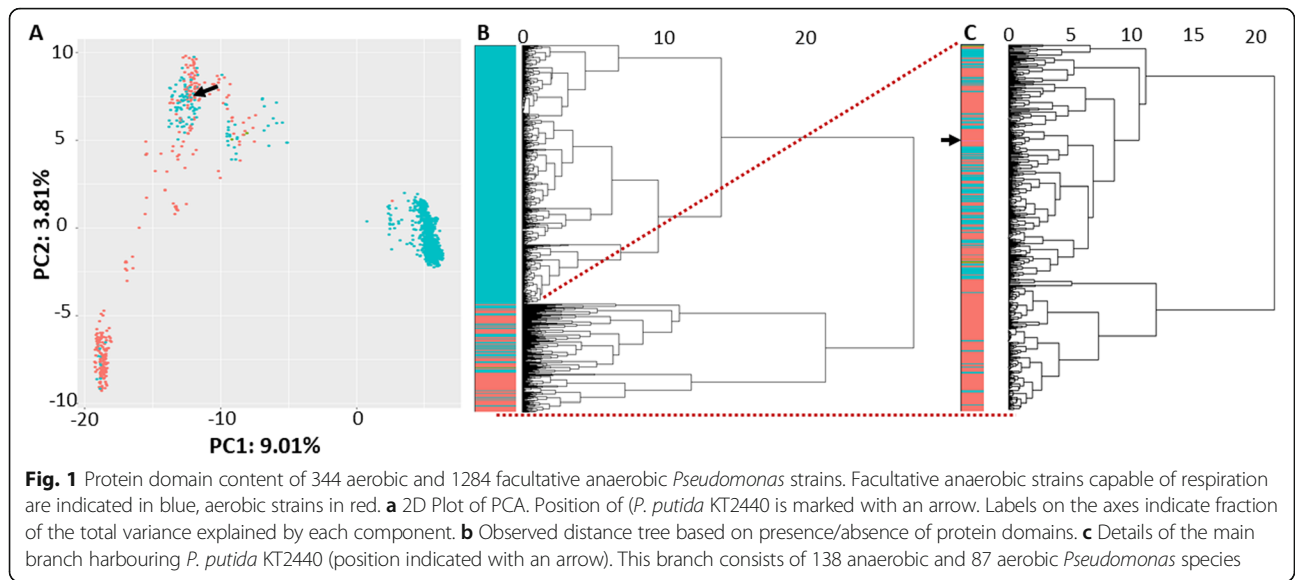 A
10
5
0
-5
-10
-20
-10
0
PC2: 3.81%
PC1: 9.01%
B
0
10
20
C
0
5
10
15
20
Fig. 1 Protein domain content of 344 aerobic and 1284 facultative anaerobic Pseudomonas strains. Facultative anaerobic strains capable of respiration
are indicated in blue, aerobic strains in red. a 2D Plot of PCA. Position of (P. putida KT2440 is marked with an arrow. Labels on the axes indicate fraction
of the total variance explained by each component. b Observed distance tree based on presence/absence of protein domains. c Details of the main
branch harbouring P. putida KT2440 (position indicated with an arrow). This branch consists of 138 anaerobic and 87 aerobic Pseudomonas species